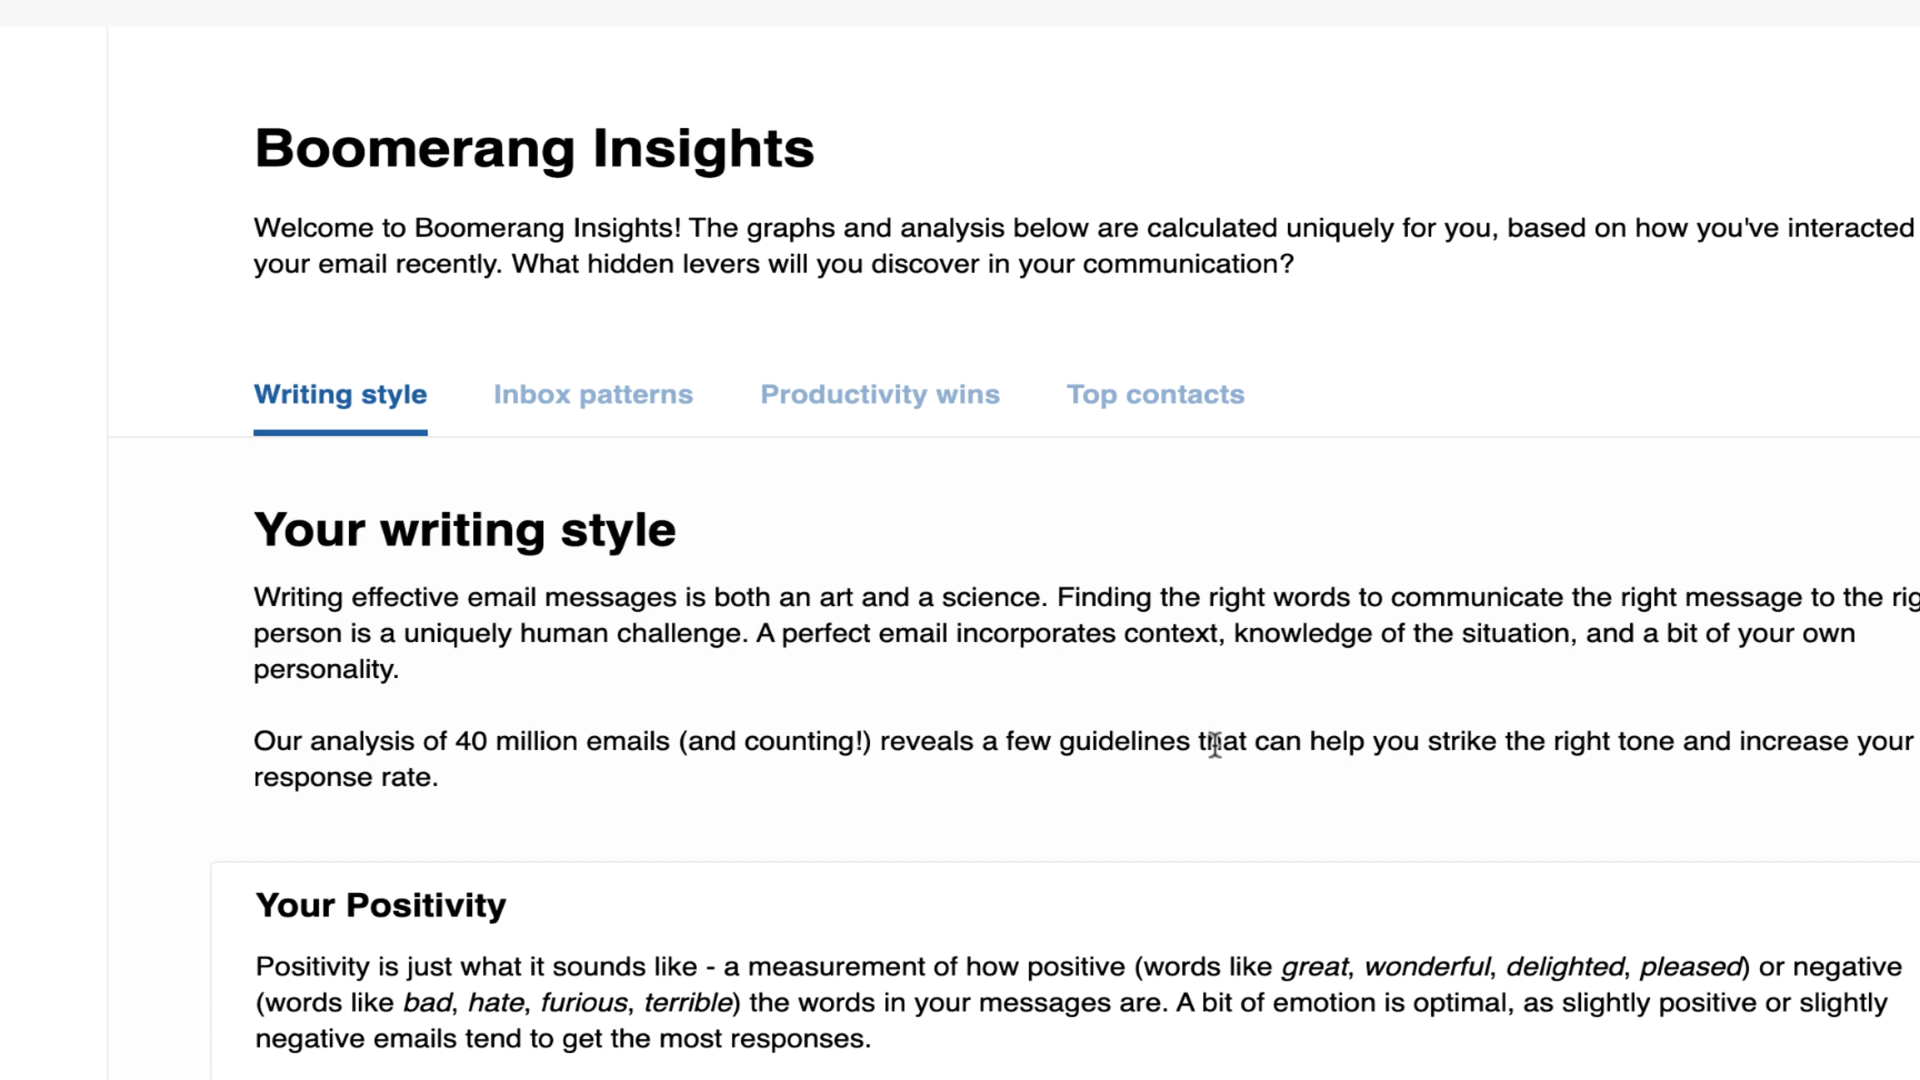 Boomerang Insights
Welcome to Boomerang Insights! The graphs and analysis below are calculated uniquely for you, based on how you've interacted
your email recently. What hidden levers will you discover in your communication?
Writing style Inbox patterns Productivity wins Top contacts
Your writing style
Writing effective email messages is both an art and a science. Finding the right words to communicate the right message to the rig
person is a uniquely human challenge. A perfect email incorporates context, knowledge of the situation, and a bit of your own
personality.
Our analysis of 40 million emails (and counting!) reveals a few guidelines that can help you strike the right tone and increase your
response rate.
Your Positivity
Positivity is just what it sounds like - a measurement of how positive (words like great, wonderful, delighted, pleased) or negative
(words like bad, hate, furious, terrible) the words in your messages are. A bit of emotion is optimal, as slightly positive or slightly
negative emails tend to get the most responses.